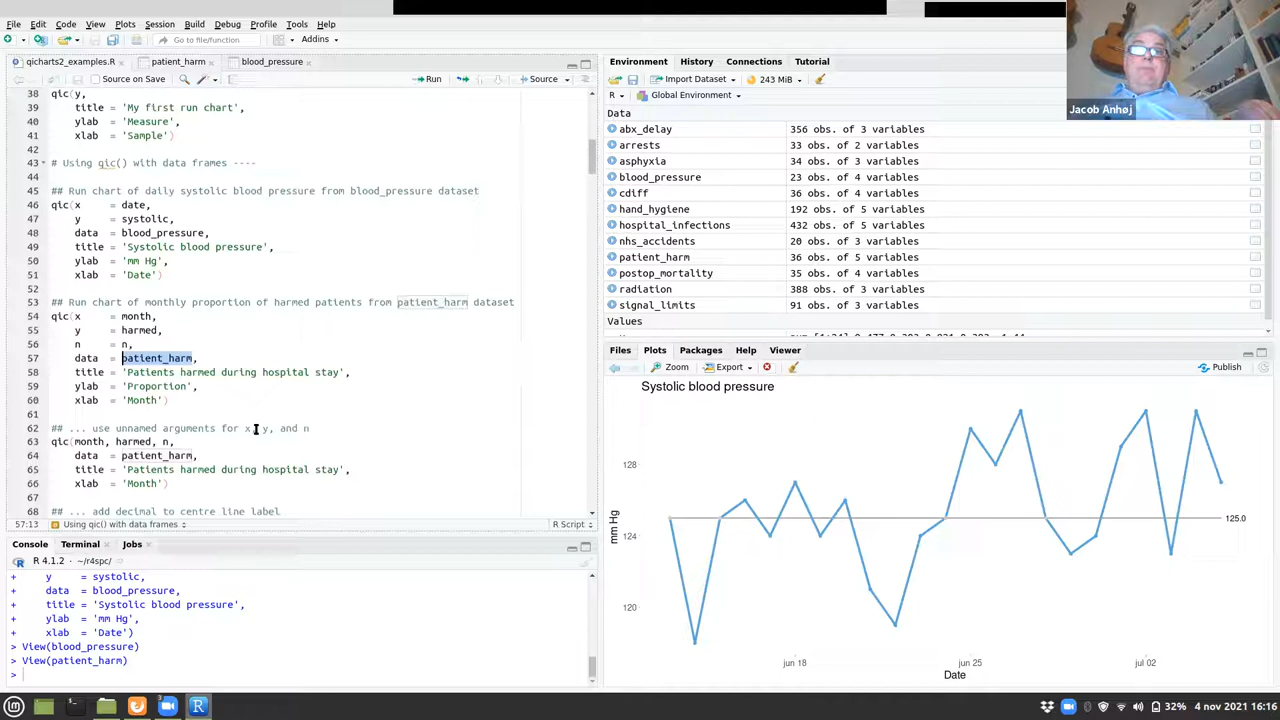 File Edit Code View Plots Session Build Debug Profile Tools Help
Go to file/function
Addins
qicharts2_examples.R
patient_harm
blood_pressure
Source on Save
Run
Source
38 qic(y,
39 title = 'My first run chart',
40 ylab = 'Measure',
41 xlab = 'Sample')
42
43 # Using qic() with data frames ----
44
45 ## Run chart of daily systolic blood pressure from blood_pressure dataset
46 qic(x = date,
47 y = systolic,
48 data = blood_pressure,
49 title = 'Systolic blood pressure',
50 ylab = 'mm Hg',
51 xlab = 'Date')
52
53 ## Run chart of monthly proportion of harmed patients from patient_harm dataset
54 qic(x = month,
55 y = harmed,
56 n = n,
57 data = patient_harm,
58 title = 'Patients harmed during hospital stay',
59 ylab = 'Proportion',
60 xlab = 'Month')
61
62 ## ... use unnamed arguments for x, y, and n
63 qic(month, harmed, n,
64 data = patient_harm,
65 title = 'Patients harmed during hospital stay',
66 xlab = 'Month')
67
68 ## ... add decimal to centre line label
57:13 Using qic() with data frames
R Script
Console Terminal Jobs
R 4.1.2 · ~/r4spc/
+ y = systolic,
+ data = blood_pressure,
+ title = 'Systolic blood pressure',
+ ylab = 'mm Hg',
+ xlab = 'Date')
> View(blood_pressure)
> View(patient_harm)
>
Environment History Connections Tutorial
Import Dataset
243 MiB
R Global Environment
Data
abx_delay 356 obs. of 3 variables
arrests 33 obs. of 2 variables
asphyxia 34 obs. of 3 variables
blood_pressure 23 obs. of 4 variables
cdiff 36 obs. of 4 variables
hand_hygiene 192 obs. of 5 variables
hospital_infections 432 obs. of 5 variables
nhs_accidents 20 obs. of 3 variables
patient_harm 36 obs. of 5 variables
postop_mortality 35 obs. of 4 variables
radiation 388 obs. of 3 variables
signal_limits 91 obs. of 3 variables
Values
Files Plots Packages Help Viewer
Zoom
Export
Publish
Systolic blood pressure
128
124
120
mm Hg
125.0
jun 18
jun 25
jul 02
Date
Jacob Anhøj
32%
4 nov 2021 16:16